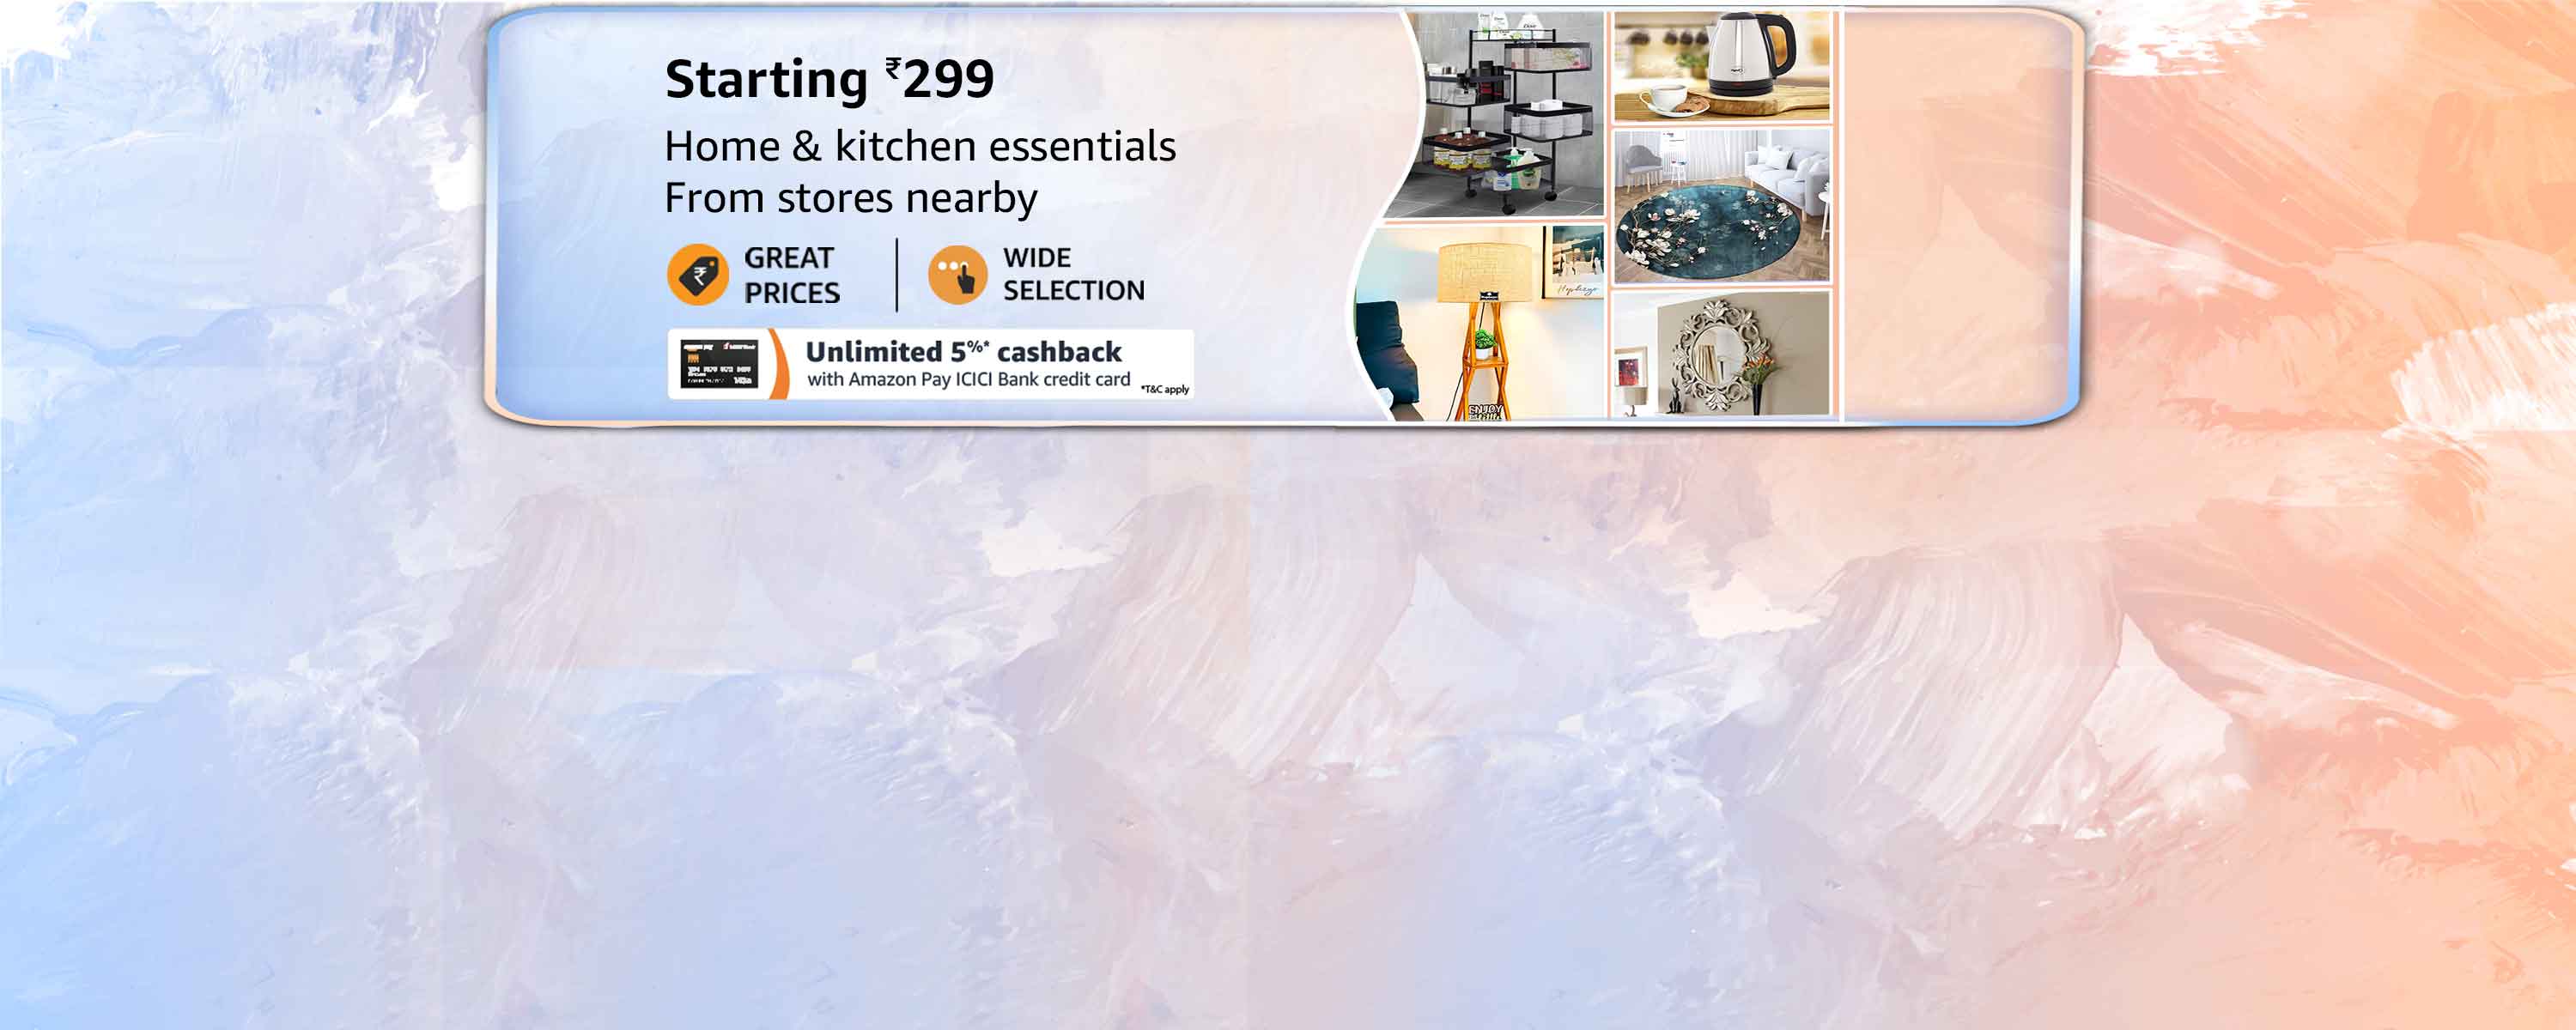 Starting ₹299
Home & kitchen essentials
From stores nearby
GREAT
PRICES
WIDE
SELECTION
Unlimited 5%* cashback
with Amazon Pay ICICI Bank credit card
*T&C apply
ENJOY